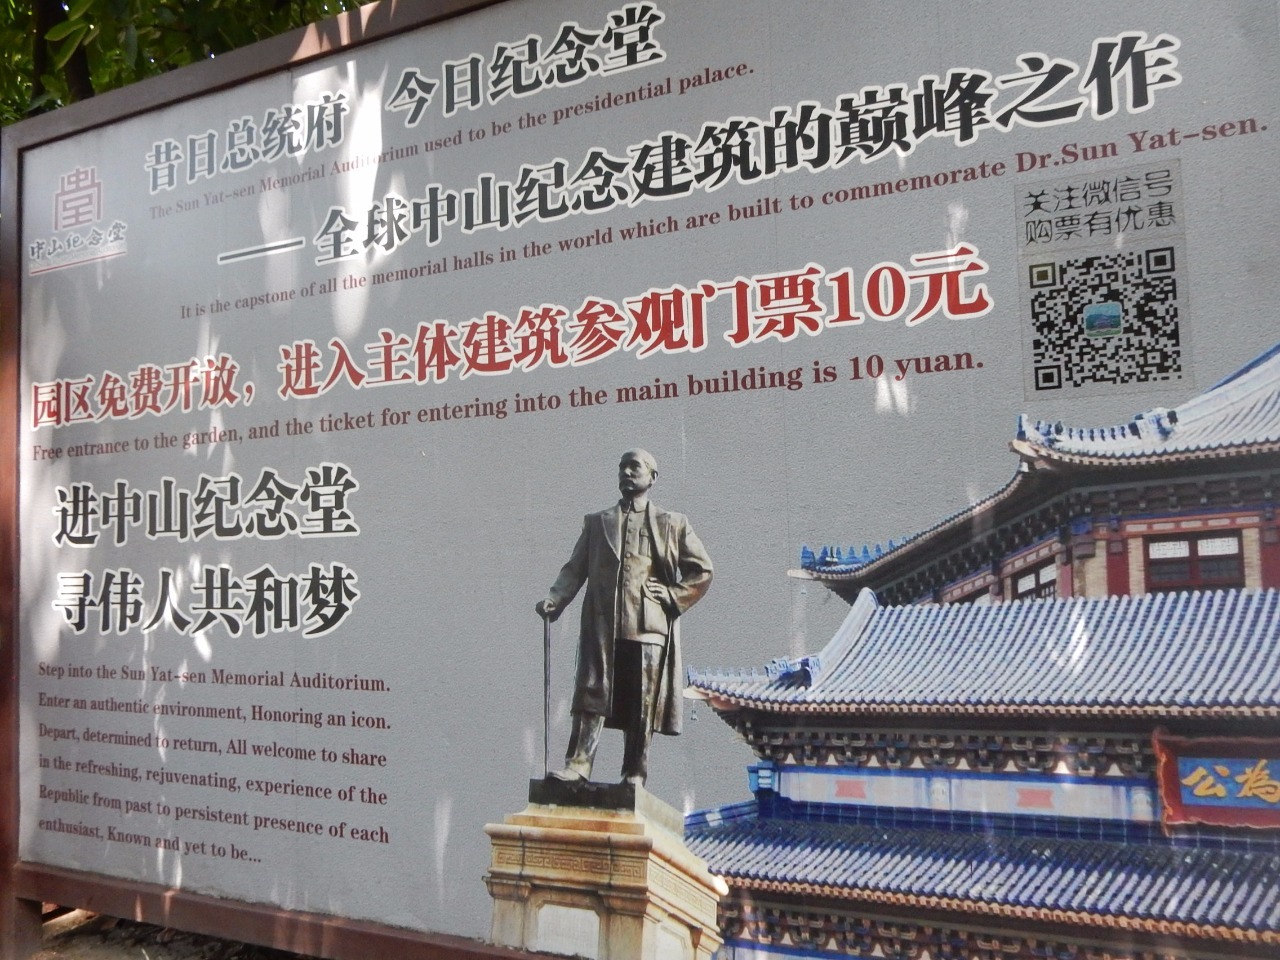 昔日总统府 今日纪念堂
The Sun Yat-sen Memorial Auditorium used to be the presidential palace.
堂
中山纪念堂
——全球中山纪念建筑的巅峰之作
It is the capstone of all the memorial halls in the world which are built to commemorate Dr.Sun Yat-sen.
关注微信号
购票有优惠
园区免费开放，进入主体建筑参观门票10元
Free entrance to the garden, and the ticket for entering into the main building is 10 yuan.
进中山纪念堂
寻伟人共和梦
Step into the Sun Yat-sen Memorial Auditorium.
Enter an authentic environment, Honoring an icon.
Depart, determined to return, All welcome to share
in the refreshing, rejuvenating, experience of the
Republic from past to persistent presence of each
enthusiast, Known and yet to be...
公為